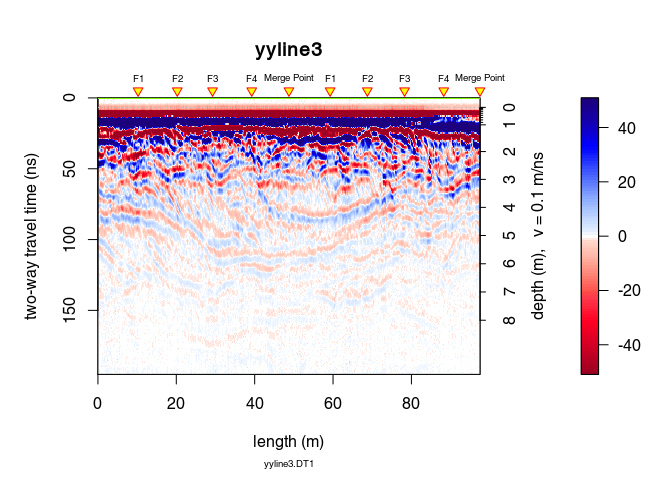 yyline3
F1 F2 F3 F4 Merge Point F1 F2 F3 F4 Merge Point
0
50
100
150
two-way travel time (ns)
0
1
2
3
4
5
6
7
8
depth (m),   v = 0.1 m/ns
40
20
0
-20
-40
0 20 40 60 80
length (m)
yyline3.DT1